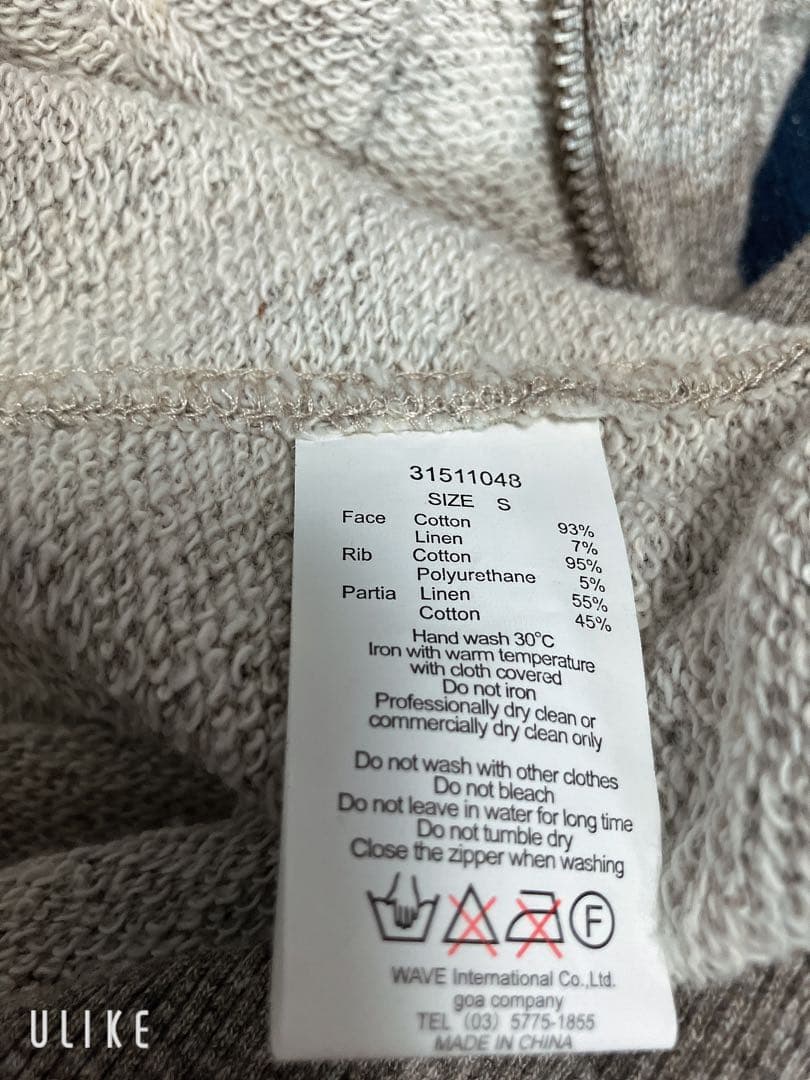 31511048
SIZE S
Face Cotton 93%
Linen 7%
Rib Cotton 95%
Polyurethane 5%
Partia Linen 55%
Cotton 45%
Hand wash 30°C
Iron with warm temperature
with cloth covered
Do not iron
Professionally dry clean or
commercially dry clean only
Do not wash with other clothes
Do not bleach
Do not leave in water for long time
Do not tumble dry
Close the zipper when washing
F
WAVE International Co.,Ltd.
goa company
TEL (03) 5775-1855
MADE IN CHINA
ULIKE